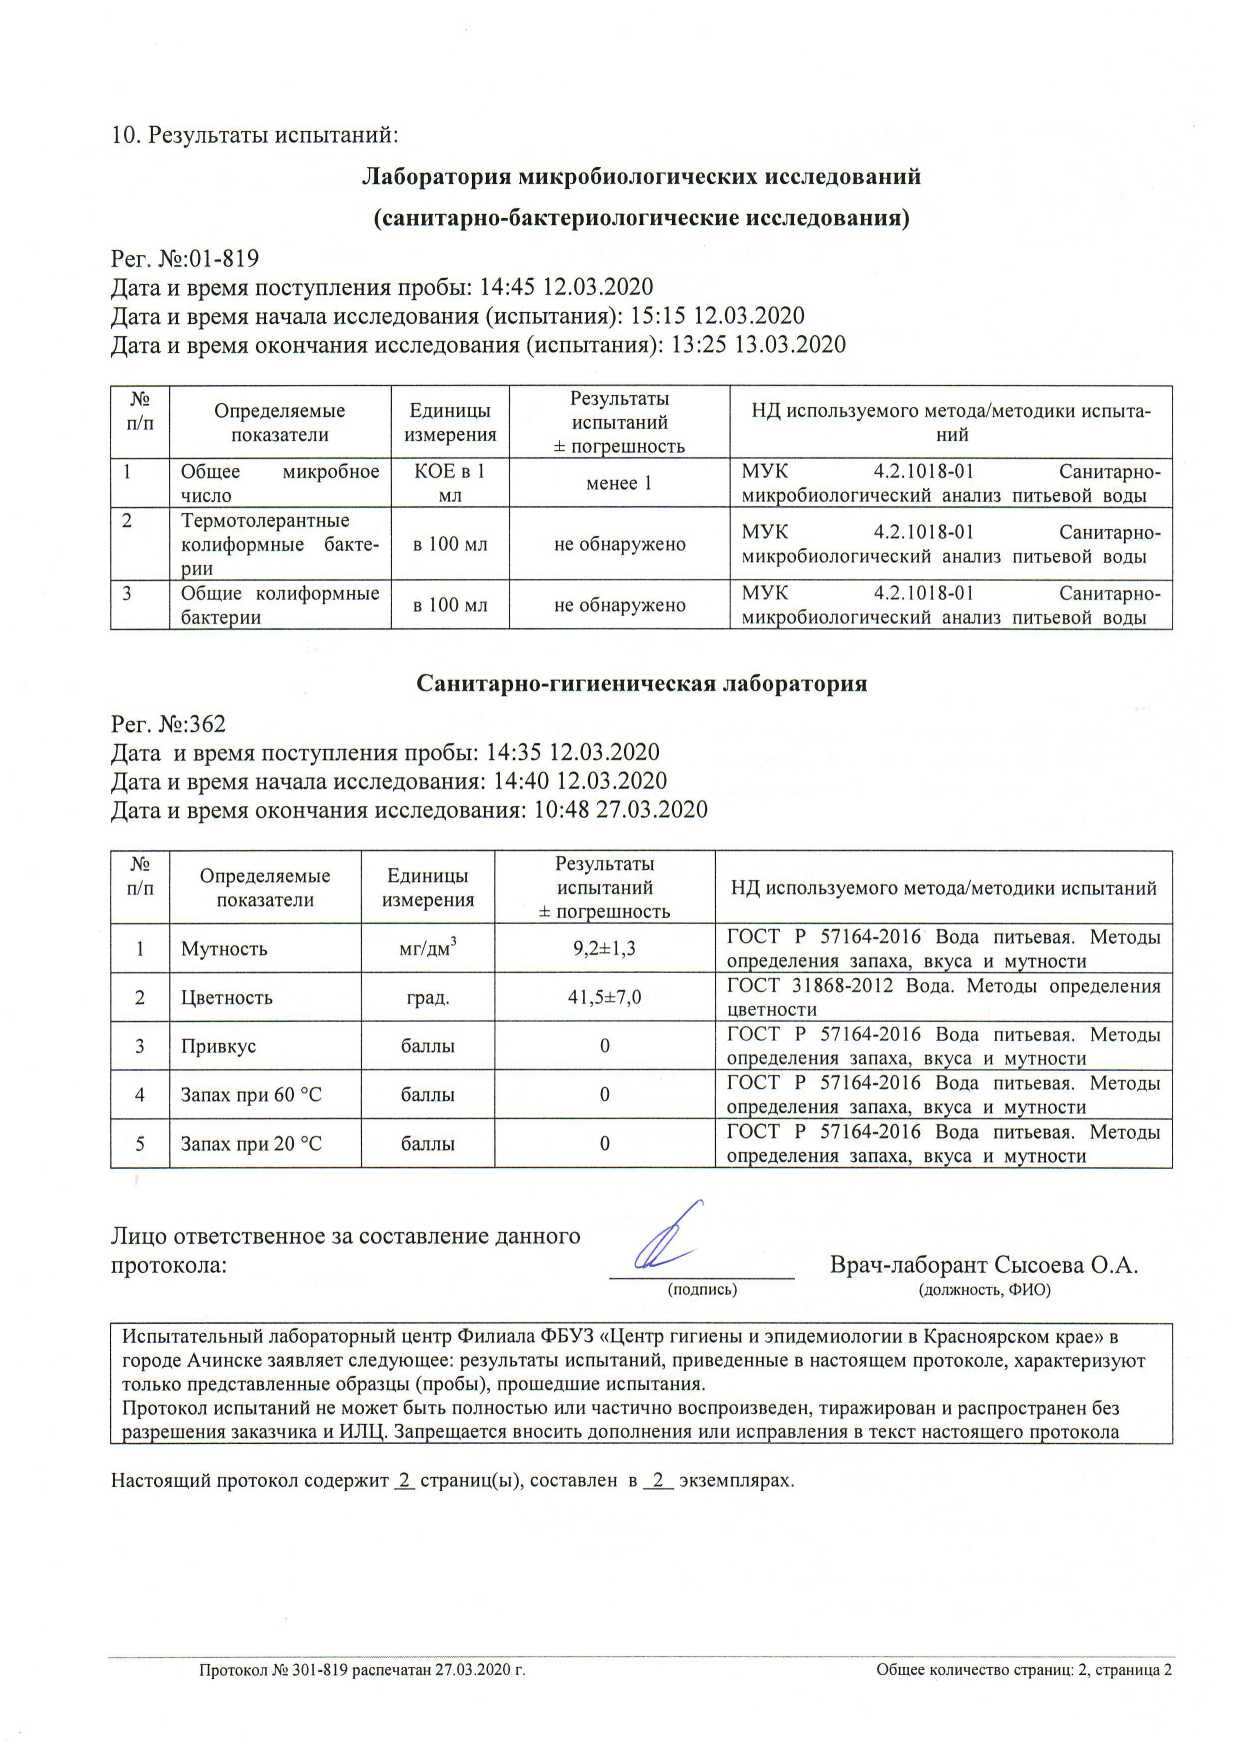 10. Результаты испытаний:
Лаборатория микробиологических исследований
(санитарно-бактериологические исследования)
Рег. №:01-819
Дата и время поступления пробы: 14:45 12.03.2020
Дата и время начала исследования (испытания): 15:15 12.03.2020
Дата и время окончания исследования (испытания): 13:25 13.03.2020
№
п/п
Определяемые
показатели
Единицы
измерения
Результаты
испытаний
± погрешность
НД используемого метода/методики испыта-
ний
1
Общее микробное
число
КОЕ в 1
мл
менее 1
МУК 4.2.1018-01 Санитарно-
микробиологический анализ питьевой воды
2
Термотолерантные
колиформные бакте-
рии
в 100 мл
не обнаружено
МУК 4.2.1018-01 Санитарно-
микробиологический анализ питьевой воды
3
Общие колиформные
бактерии
в 100 мл
не обнаружено
МУК 4.2.1018-01 Санитарно-
микробиологический анализ питьевой воды
Санитарно-гигиеническая лаборатория
Рег. №:362
Дата и время поступления пробы: 14:35 12.03.2020
Дата и время начала исследования: 14:40 12.03.2020
Дата и время окончания исследования: 10:48 27.03.2020
№
п/п
Определяемые
показатели
Единицы
измерения
Результаты
испытаний
± погрешность
НД используемого метода/методики испытаний
1
Мутность
мг/дм³
9,2±1,3
ГОСТ Р 57164-2016 Вода питьевая. Методы
определения запаха, вкуса и мутности
2
Цветность
град.
41,5±7,0
ГОСТ 31868-2012 Вода. Методы определения
цветности
3
Привкус
баллы
0
ГОСТ Р 57164-2016 Вода питьевая. Методы
определения запаха, вкуса и мутности
4
Запах при 60 °С
баллы
0
ГОСТ Р 57164-2016 Вода питьевая. Методы
определения запаха, вкуса и мутности
5
Запах при 20 °С
баллы
0
ГОСТ Р 57164-2016 Вода питьевая. Методы
определения запаха, вкуса и мутности
Лицо ответственное за составление данного
протокола:
Врач-лаборант Сысоева О.А.
(подпись)
(должность, ФИО)
Испытательный лабораторный центр Филиала ФБУЗ «Центр гигиены и эпидемиологии в Красноярском крае» в
городе Ачинске заявляет следующее: результаты испытаний, приведенные в настоящем протоколе, характеризуют
только представленные образцы (пробы), прошедшие испытания.
Протокол испытаний не может быть полностью или частично воспроизведен, тиражирован и распространен без
разрешения заказчика и ИЛЦ. Запрещается вносить дополнения или исправления в текст настоящего протокола
Настоящий протокол содержит 2 страниц(ы), составлен в 2 экземплярах.
Протокол № 301-819 распечатан 27.03.2020 г.
Общее количество страниц: 2, страница 2